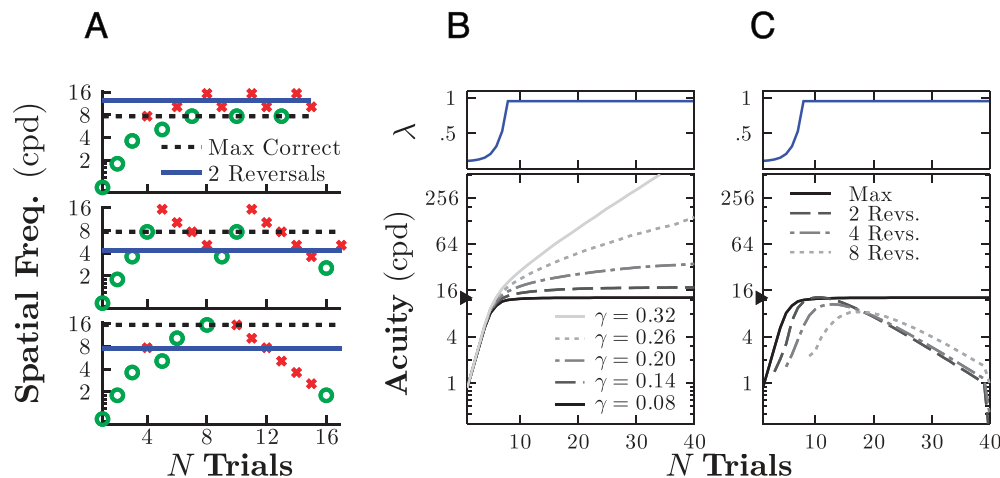 A
B
C
Spatial Freq. (cpd)
16
8
4
2
Max Correct
2 Reversals
16
8
4
2
16
8
4
2
4
8
12
16
N Trials
λ
1
.5
Acuity (cpd)
256
64
16
4
1
γ = 0.32
γ = 0.26
γ = 0.20
γ = 0.14
γ = 0.08
10
20
30
40
N Trials
1
.5
256
64
16
4
1
Max
2 Revs.
4 Revs.
8 Revs.
10
20
30
40